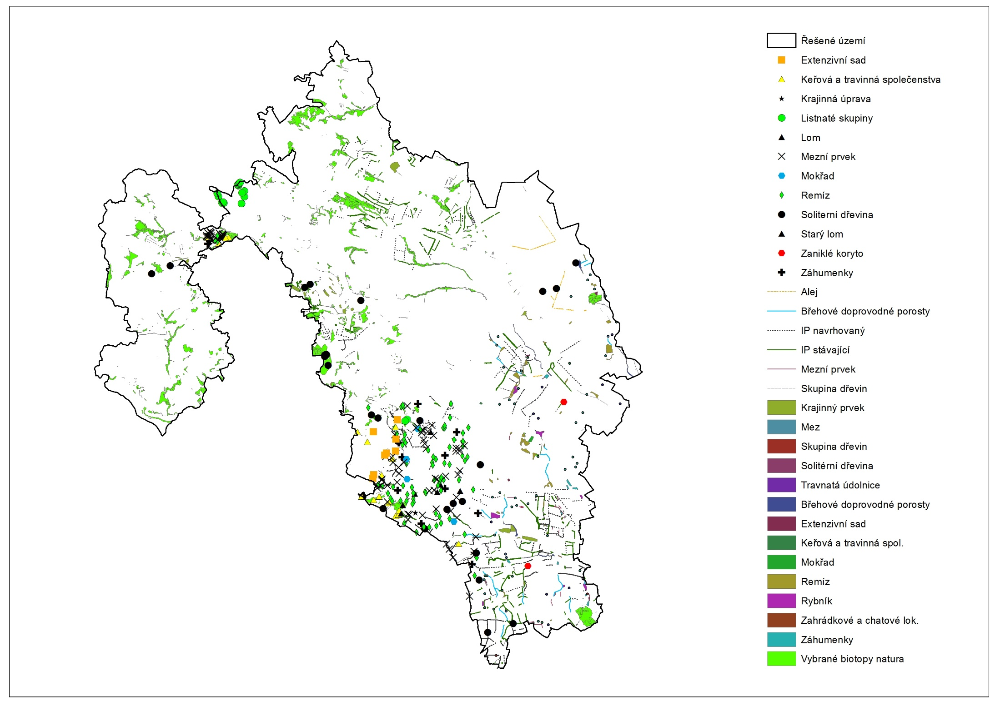 Řešené území
Extenzivní sad
Keřová a travinná společenstva
Krajinná úprava
Listnaté skupiny
Lom
Mezní prvek
Mokřad
Remíz
Soliterní dřevina
Starý lom
Zaniklé koryto
Záhumenky
Alej
Břehové doprovodné porosty
IP navrhovaný
IP stávající
Mezní prvek
Skupina dřevin
Krajinný prvek
Mez
Skupina dřevin
Solitérní dřevina
Travnatá údolnice
Břehové doprovodné porosty
Extenzivní sad
Keřová a travinná spol.
Mokřad
Remíz
Rybník
Zahrádkové a chatové lok.
Záhumenky
Vybrané biotopy natura